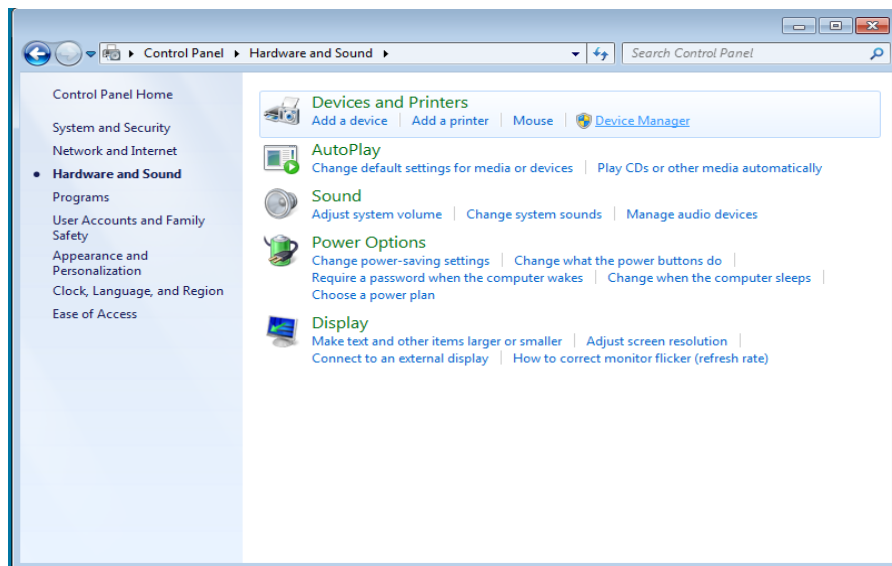 Control Panel Hardware and Sound Search Control Panel
Control Panel Home
System and Security
Network and Internet
Hardware and Sound
Programs
User Accounts and Family
Safety
Appearance and
Personalization
Clock, Language, and Region
Ease of Access
Devices and Printers
Add a device Add a printer Mouse Device Manager
AutoPlay
Change default settings for media or devices Play CDs or other media automatically
Sound
Adjust system volume Change system sounds Manage audio devices
Power Options
Change power-saving settings Change what the power buttons do
Require a password when the computer wakes Change when the computer sleeps
Choose a power plan
Display
Make text and other items larger or smaller Adjust screen resolution
Connect to an external display How to correct monitor flicker (refresh rate)